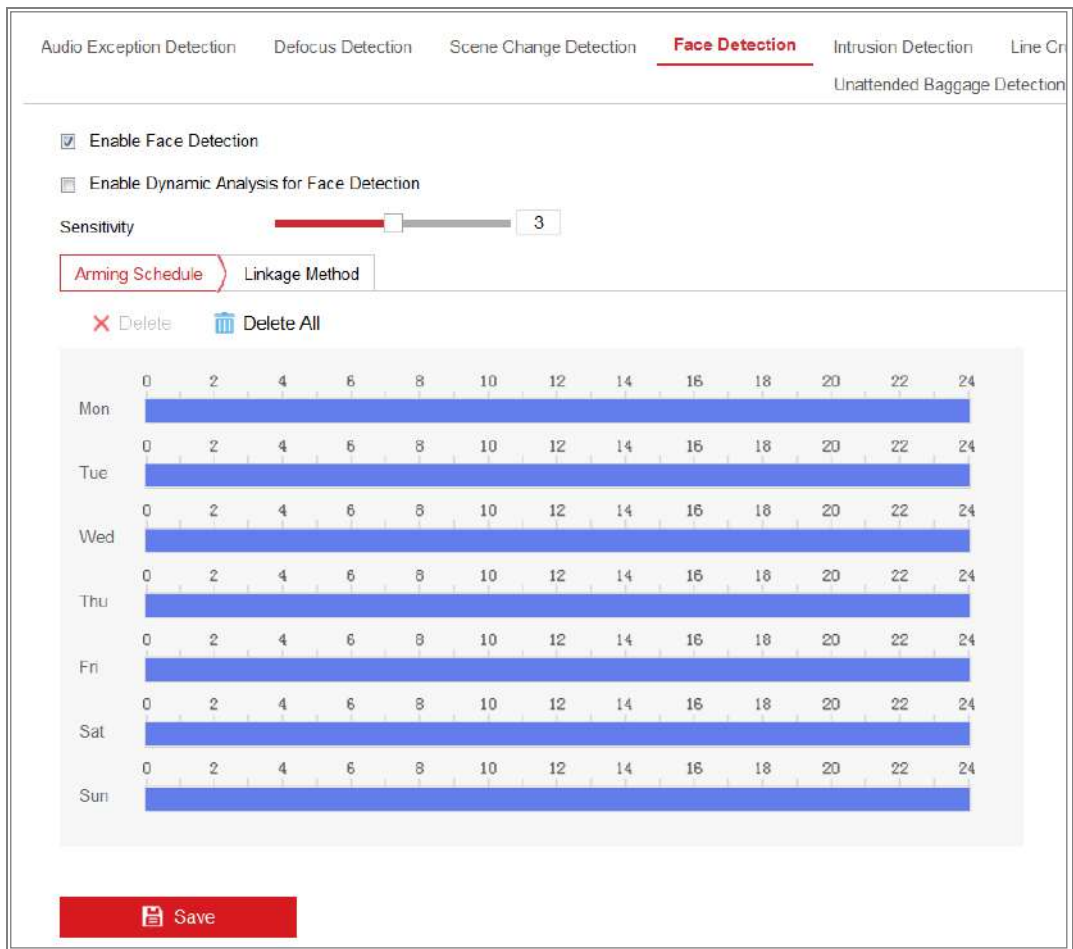 Audio Exception Detection Defocus Detection Scene Change Detection Face Detection Intrusion Detection Line
Unattended Baggage Detection
Enable Face Detection
Enable Dynamic Analysis for Face Detection
Sensitivity 3
Arming Schedule Linkage Method
Delete Delete All
0 2 4 6 8 10 12 14 16 18 20 22 24
Mon
0 2 4 6 8 10 12 14 16 18 20 22 24
Tue
0 2 4 6 8 10 12 14 16 18 20 22 24
Wed
0 2 4 6 8 10 12 14 16 18 20 22 24
Thu
0 2 4 6 8 10 12 14 16 18 20 22 24
Fri
0 2 4 6 8 10 12 14 16 18 20 22 24
Sat
0 2 4 6 8 10 12 14 16 18 20 22 24
Sun
Save